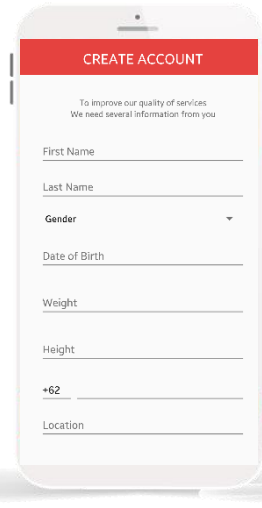 CREATE ACCOUNT
To improve our quality of services
We need several information from you
First Name
Last Name
Gender
Date of Birth
Weight
Height
+62
Location